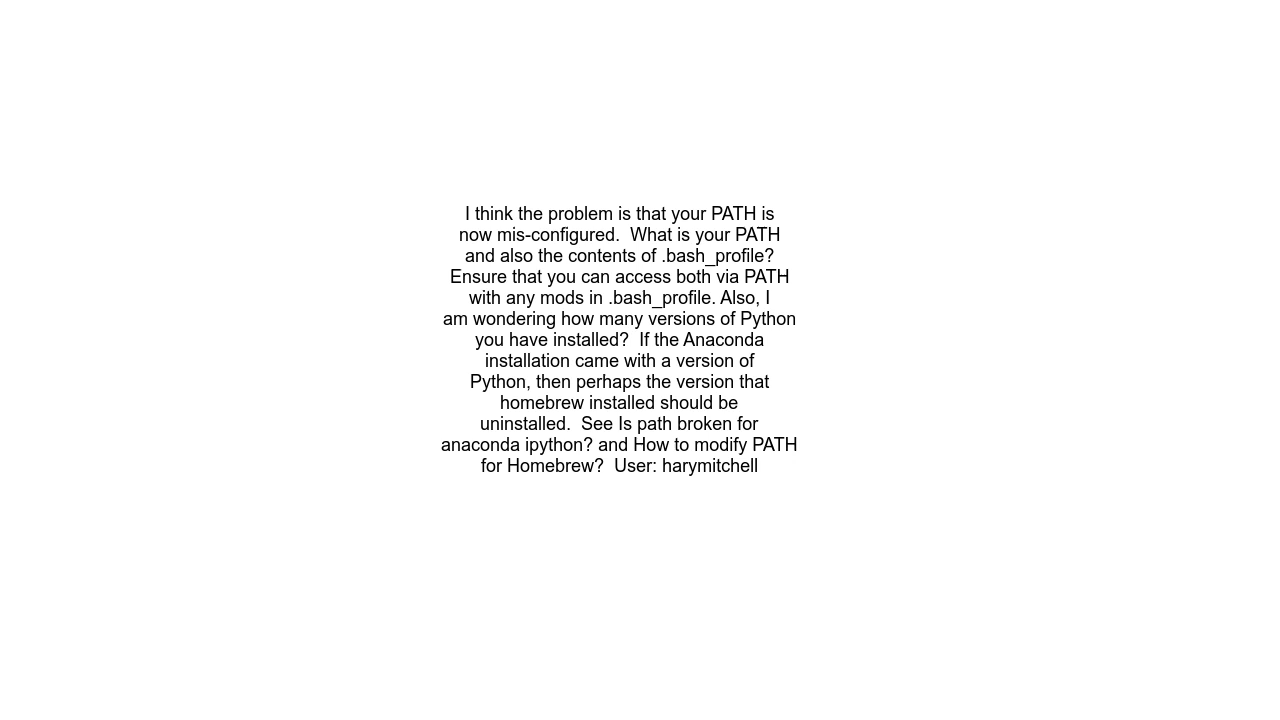 I think the problem is that your PATH is
now mis-configured.  What is your PATH
and also the contents of .bash_profile?
Ensure that you can access both via PATH
with any mods in .bash_profile. Also, I
am wondering how many versions of Python
you have installed?  If the Anaconda
installation came with a version of
Python, then perhaps the version that
homebrew installed should be
uninstalled.  See Is path broken for
anaconda ipython? and How to modify PATH
for Homebrew?  User: harymitchell